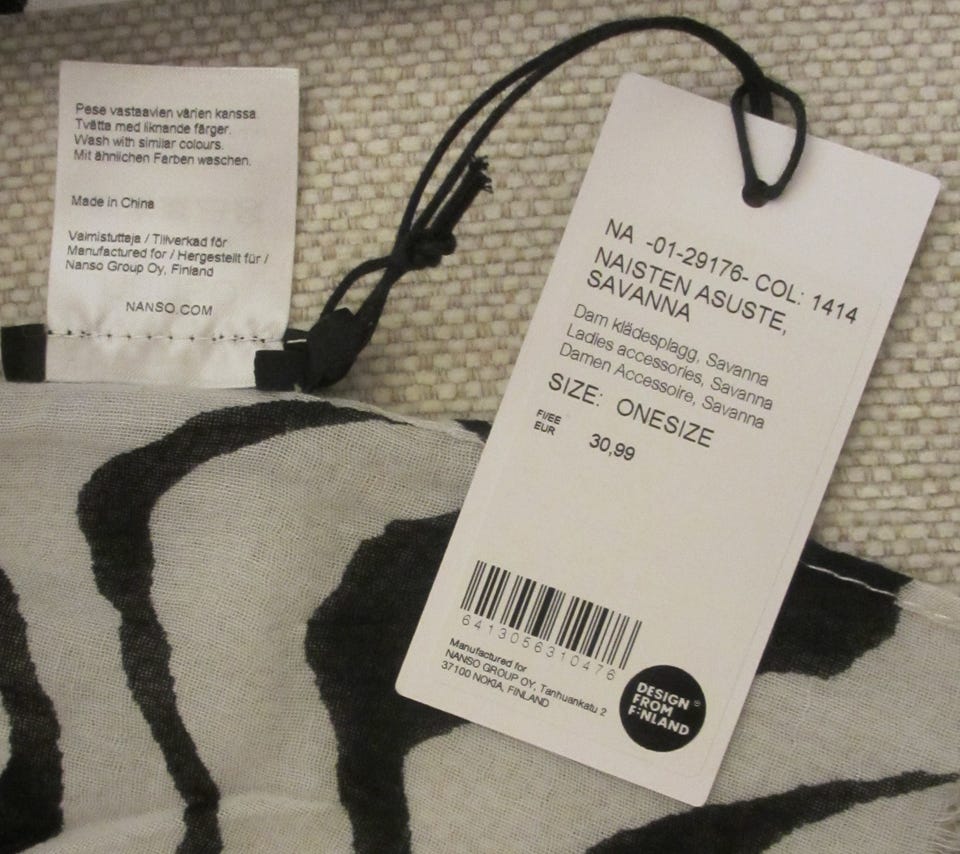 Pese vastaavien värien kanssa
Tvätta med liknande färger.
Wash with similar colours.
Mit ähnlichen Farben waschen.
Made in China
Valmistuttaja / Tillverkad för
Manufactured for / Hergestellt für /
Nanso Group Oy, Finland
NANSO.COM
NA -01-29176- COL: 1414
NAISTEN ASUSTE,
SAVANNA
Dam klädesplagg, Savanna
Ladies accessories, Savanna
Damen Accessoire, Savanna
SIZE: ONESIZE
FI/EE
EUR 30,99
6413056310476
Manufactured for
NANSO GROUP OY, Tanhuankatu 2
37100 NOKIA, FINLAND
DESIGN ®
FROM
FINLAND